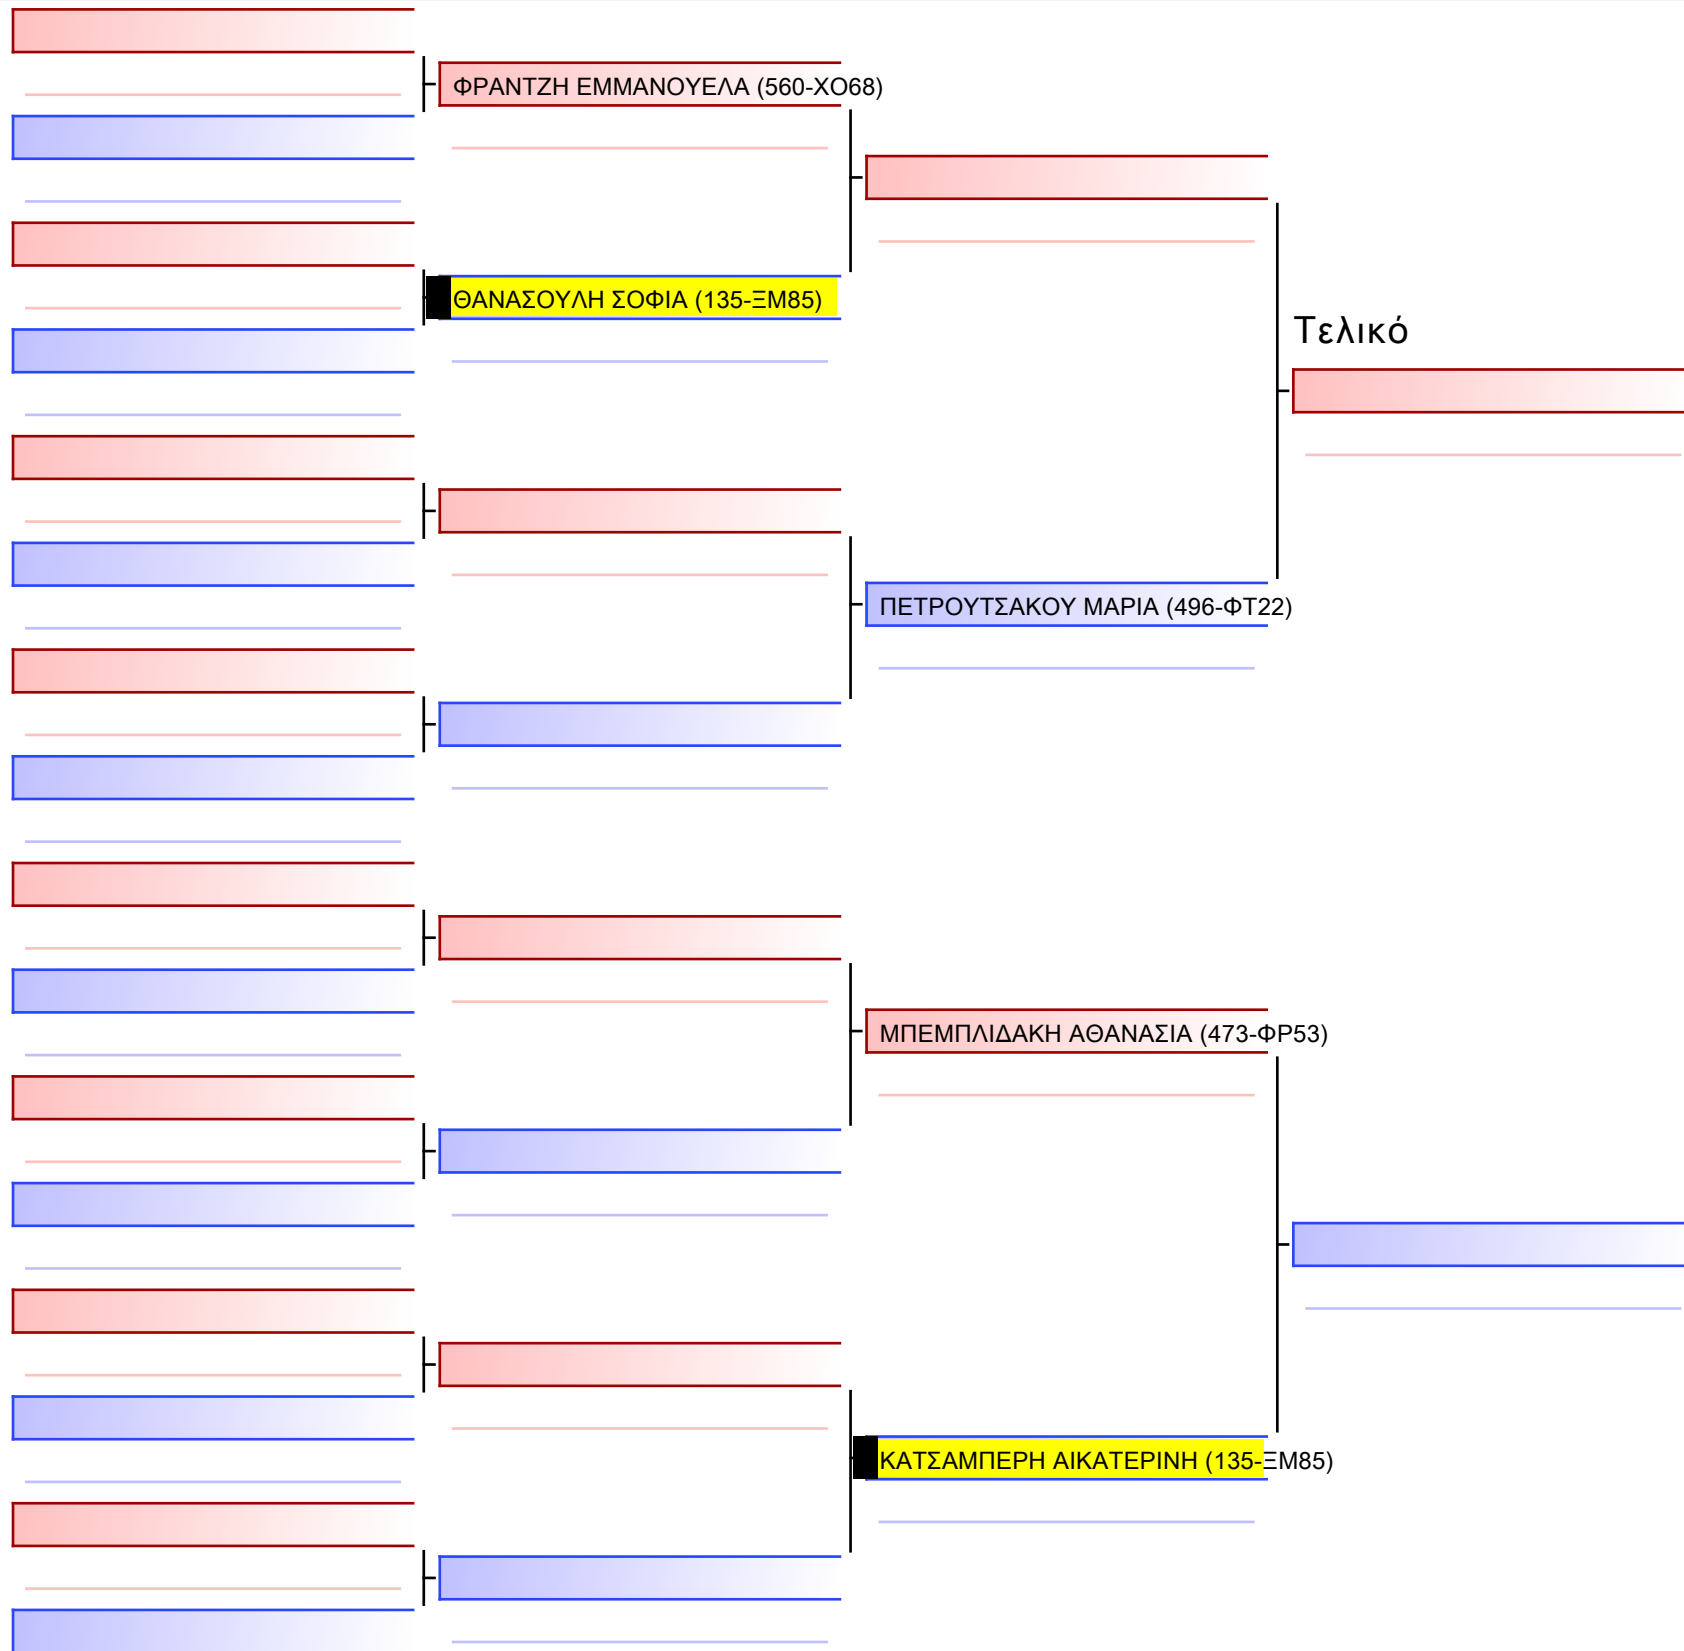 ΦΡΑΝΤΖΗ ΕΜΜΑΝΟΥΕΛΑ (560-ΧΟ68)
ΘΑΝΑΣΟΥΛΗ ΣΟΦΙΑ (135-ΞΜ85)
Τελικό
ΠΕΤΡΟΥΤΣΑΚΟΥ ΜΑΡΙΑ (496-ΦΤ22)
ΜΠΕΜΠΛΙΔΑΚΗ ΑΘΑΝΑΣΙΑ (473-ΦΡ53)
ΚΑΤΣΑΜΠΕΡΗ ΑΙΚΑΤΕΡΙΝΗ (135-ΞΜ85)